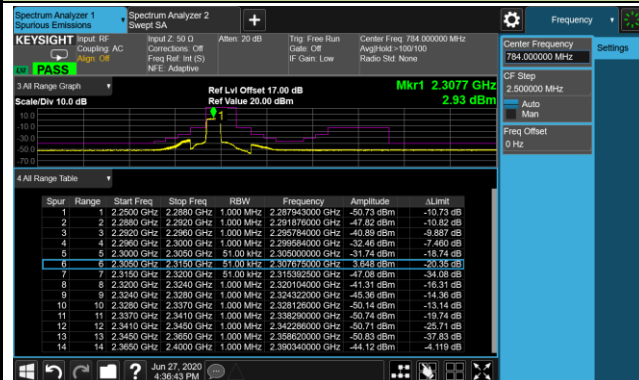 Spectrum Analyzer 1
Spurious Emissions
Spectrum Analyzer 2
Swept SA
+
Frequency
KEYSIGHT
Input: RF
Coupling: AC
Align: Off
Input Z: 50 Ω
Corrections: Off
Freq Ref: Int (S)
NFE: Adaptive
Atten: 20 dB
Trig: Free Run
Gate: Off
IF Gain: Low
Center Freq: 784.000000 MHz
Avg|Hold >100/100
Radio Std: None
LXI
PASS
Center Frequency
784.000000 MHz
Settings
CF Step
2.500000 MHz
Auto
Man
Freq Offset
0 Hz
3 All Range Graph
Scale/Div 10.0 dB
Ref Lvl Offset 17.00 dB
Ref Value 20.00 dBm
Mkr1 2.3077 GHz
2.93 dBm
10.0
-10.0
-30.0
-50.0
-70.0
1
4 All Range Table
Spur Range Start Freq Stop Freq RBW Frequency Amplitude ΔLimit
1 1 2.2500 GHz 2.2880 GHz 1.000 MHz 2.287943000 GHz -50.73 dBm -10.73 dB
2 2 2.2880 GHz 2.2920 GHz 1.000 MHz 2.291876000 GHz -47.82 dBm -10.82 dB
3 3 2.2920 GHz 2.2960 GHz 1.000 MHz 2.295784000 GHz -40.89 dBm -9.887 dB
4 4 2.2960 GHz 2.3000 GHz 1.000 MHz 2.299584000 GHz -32.46 dBm -7.460 dB
5 5 2.3000 GHz 2.3050 GHz 51.00 kHz 2.305000000 GHz -31.74 dBm -18.74 dB
6 6 2.3050 GHz 2.3150 GHz 51.00 kHz 2.307675000 GHz 3.648 dBm -20.35 dB
7 7 2.3150 GHz 2.3200 GHz 51.00 kHz 2.315392500 GHz -47.08 dBm -34.08 dB
8 8 2.3200 GHz 2.3240 GHz 1.000 MHz 2.320104000 GHz -41.31 dBm -16.31 dB
9 9 2.3240 GHz 2.3280 GHz 1.000 MHz 2.324322000 GHz -45.36 dBm -14.36 dB
10 10 2.3280 GHz 2.3370 GHz 1.000 MHz 2.328126000 GHz -50.14 dBm -13.14 dB
11 11 2.3370 GHz 2.3410 GHz 1.000 MHz 2.338290000 GHz -50.74 dBm -19.74 dB
12 12 2.3410 GHz 2.3450 GHz 1.000 MHz 2.342286000 GHz -50.71 dBm -25.71 dB
13 13 2.3450 GHz 2.3650 GHz 1.000 MHz 2.358620000 GHz -50.83 dBm -37.83 dB
14 14 2.3650 GHz 2.4000 GHz 1.000 MHz 2.390340000 GHz -44.12 dBm -4.119 dB
?
Jun 27, 2020
4:36:43 PM